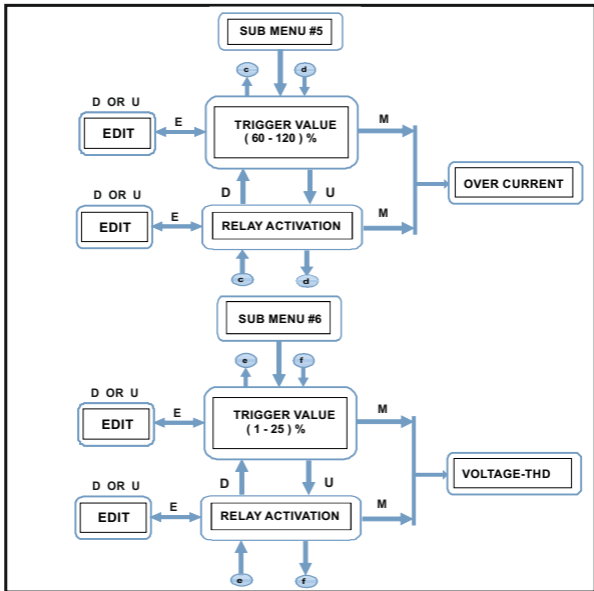 SUB MENU #5
c
d
D OR U
EDIT
E
TRIGGER VALUE
( 60 - 120 ) %
M
OVER CURRENT
D
U
D OR U
EDIT
E
RELAY ACTIVATION
M
c
d
SUB MENU #6
e
f
D OR U
EDIT
E
TRIGGER VALUE
( 1 - 25 ) %
M
VOLTAGE-THD
D
U
D OR U
EDIT
E
RELAY ACTIVATION
M
e
f